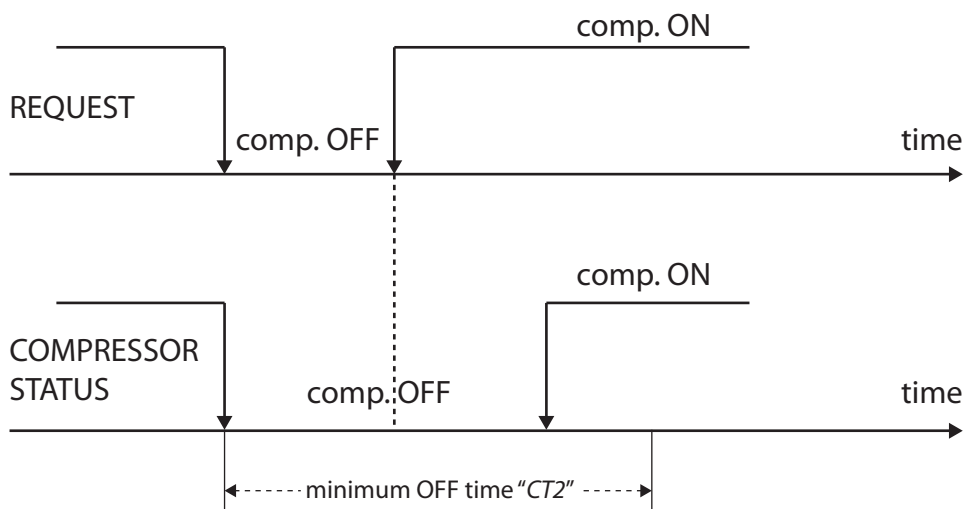 comp. ON
REQUEST
comp. OFF
time
comp. ON
COMPRESSOR
STATUS
comp. OFF
time
minimum OFF time “CT2”